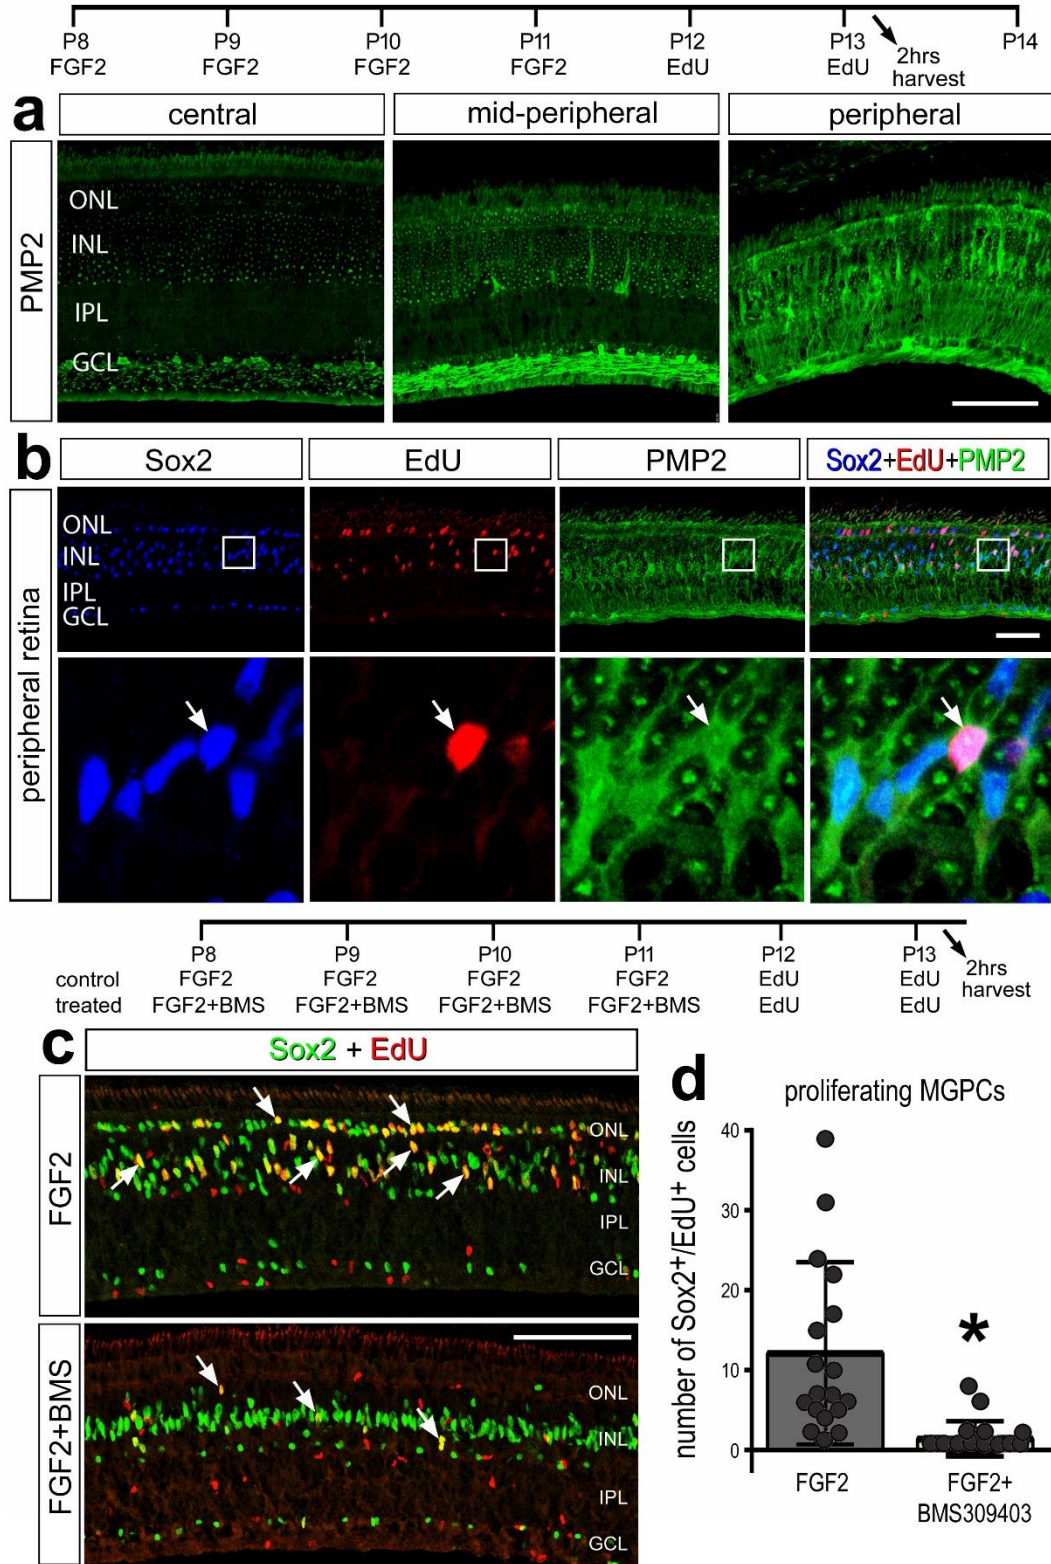 P8 P9 P10 P11 P12 P13 P14
FGF2 FGF2 FGF2 FGF2 EdU EdU 2hrs
harvest
a central mid-peripheral peripheral
PMP2
ONL
INL
IPL
GCL
b Sox2 EdU PMP2 Sox2+EdU+PMP2
peripheral retina
ONL
INL
IPL
GCL
P8 P9 P10 P11 P12 P13
control FGF2 FGF2 FGF2 FGF2 EdU EdU 2hrs
treated FGF2+BMS FGF2+BMS FGF2+BMS FGF2+BMS EdU EdU harvest
c Sox2 + EdU
FGF2
ONL
INL
IPL
GCL
FGF2+BMS
ONL
INL
IPL
GCL
d proliferating MGPCs
number of Sox2⁺/EdU⁺ cells
40
30
20
10
0
*
FGF2 FGF2+
BMS309403